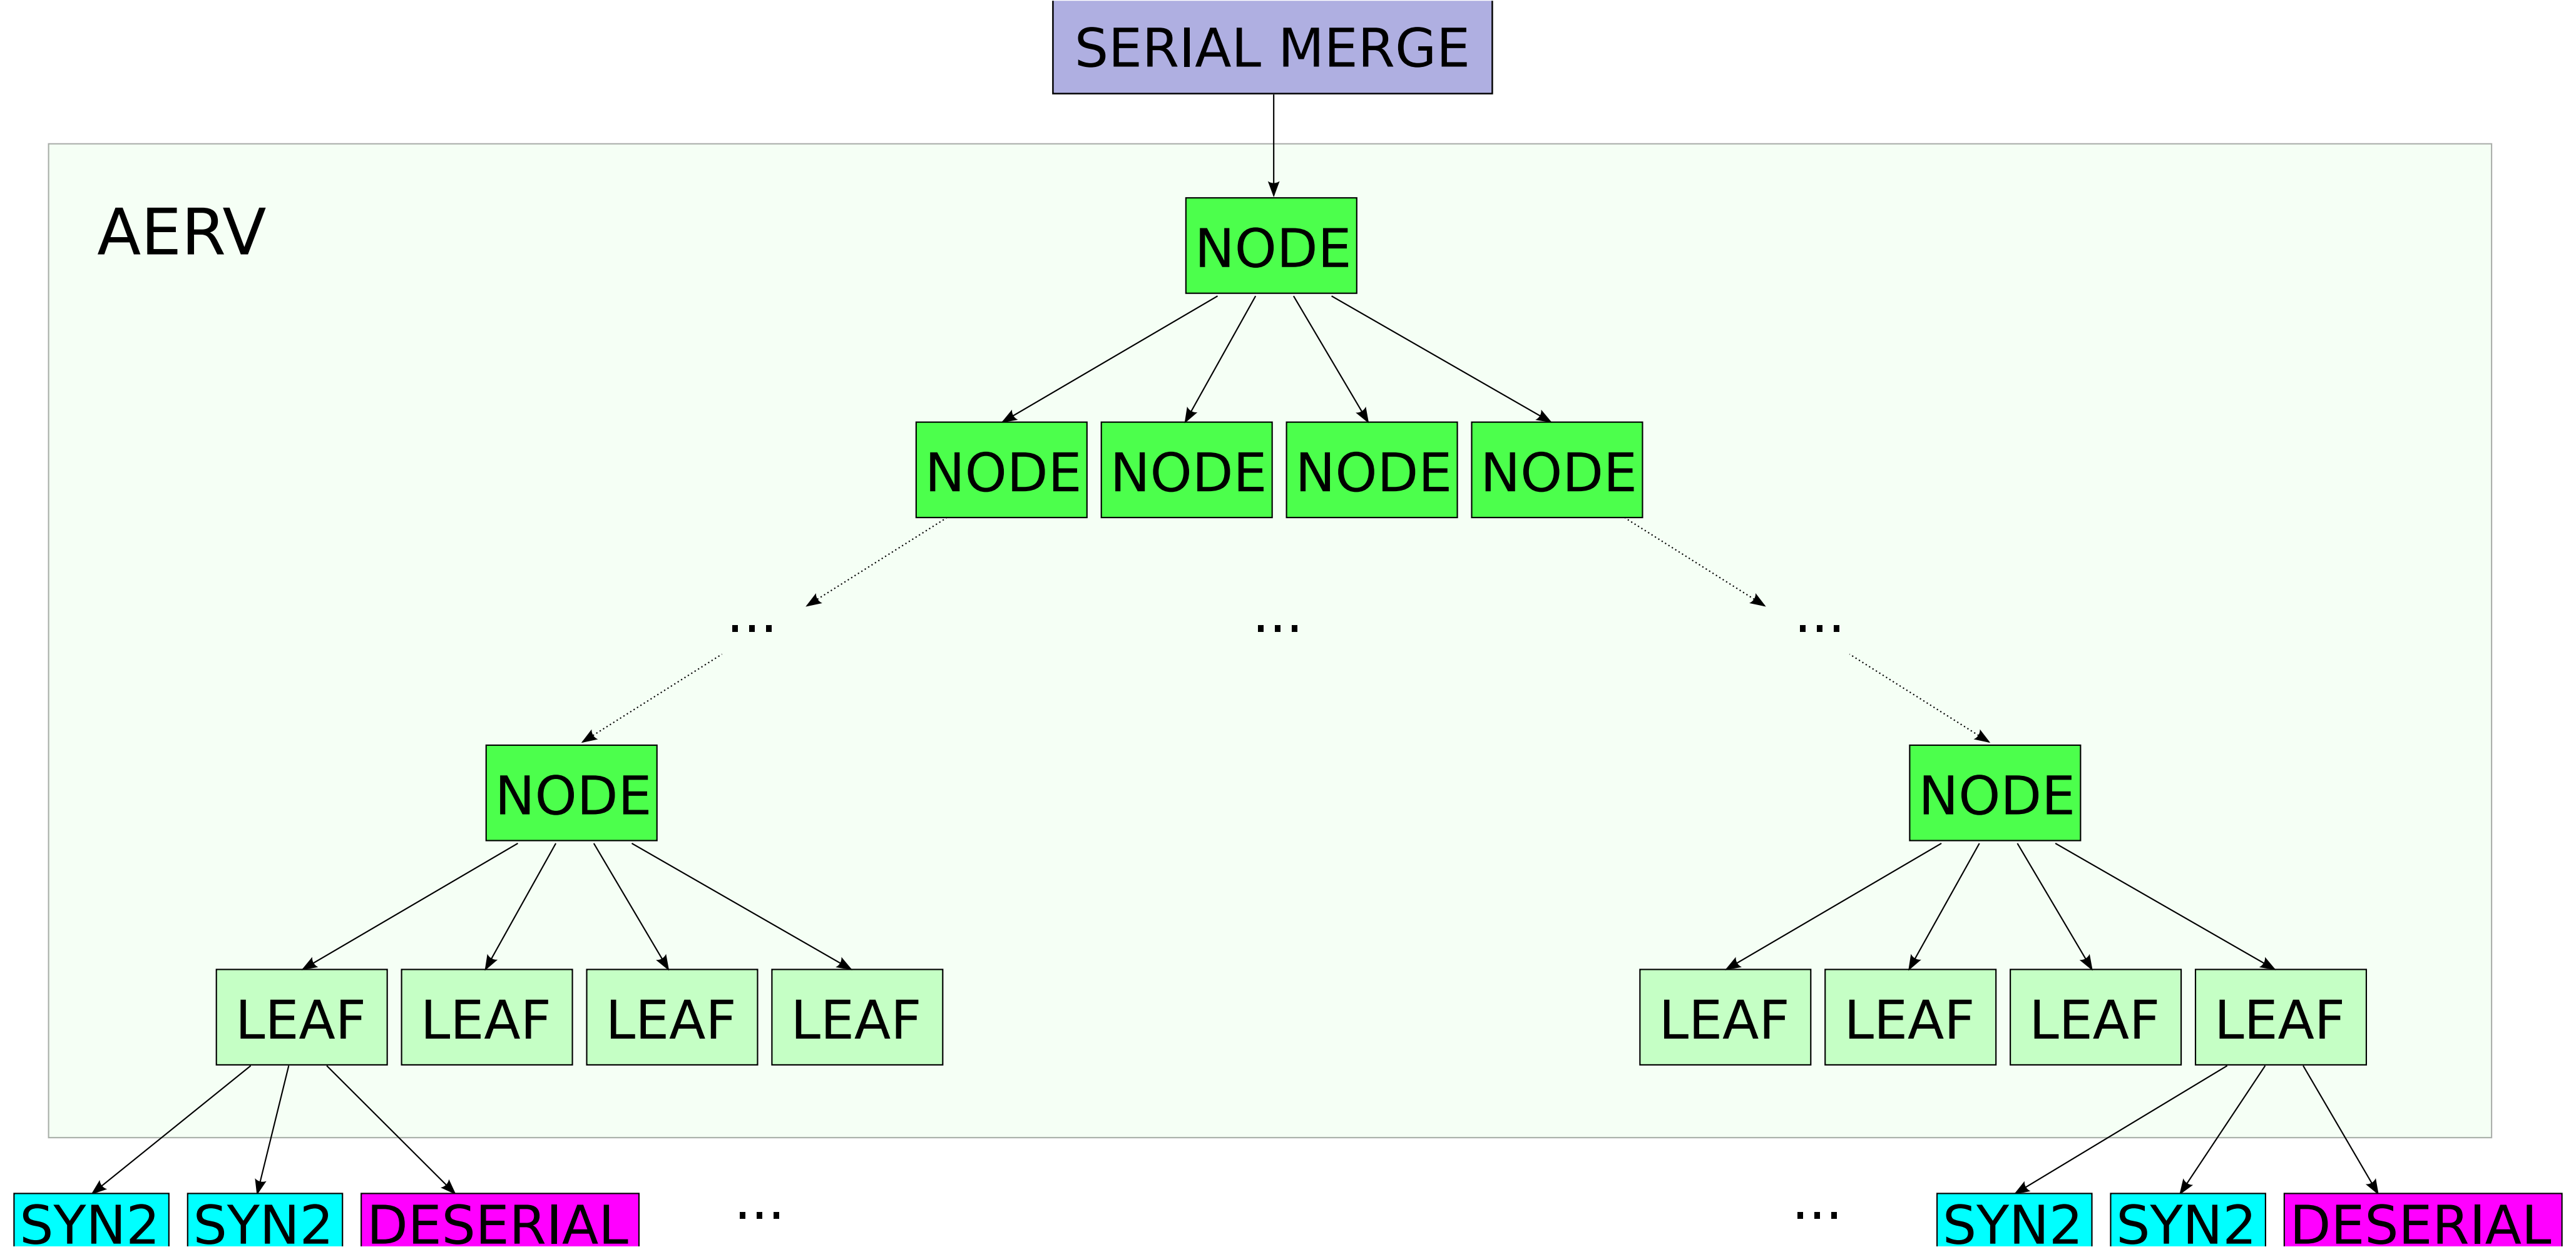 SERIAL MERGE
AERV
NODE
NODE NODE NODE NODE
... ... ...
NODE NODE
LEAF LEAF LEAF LEAF LEAF LEAF LEAF LEAF
SYN2 SYN2 DESERIAL ... ... SYN2 SYN2 DESERIAL